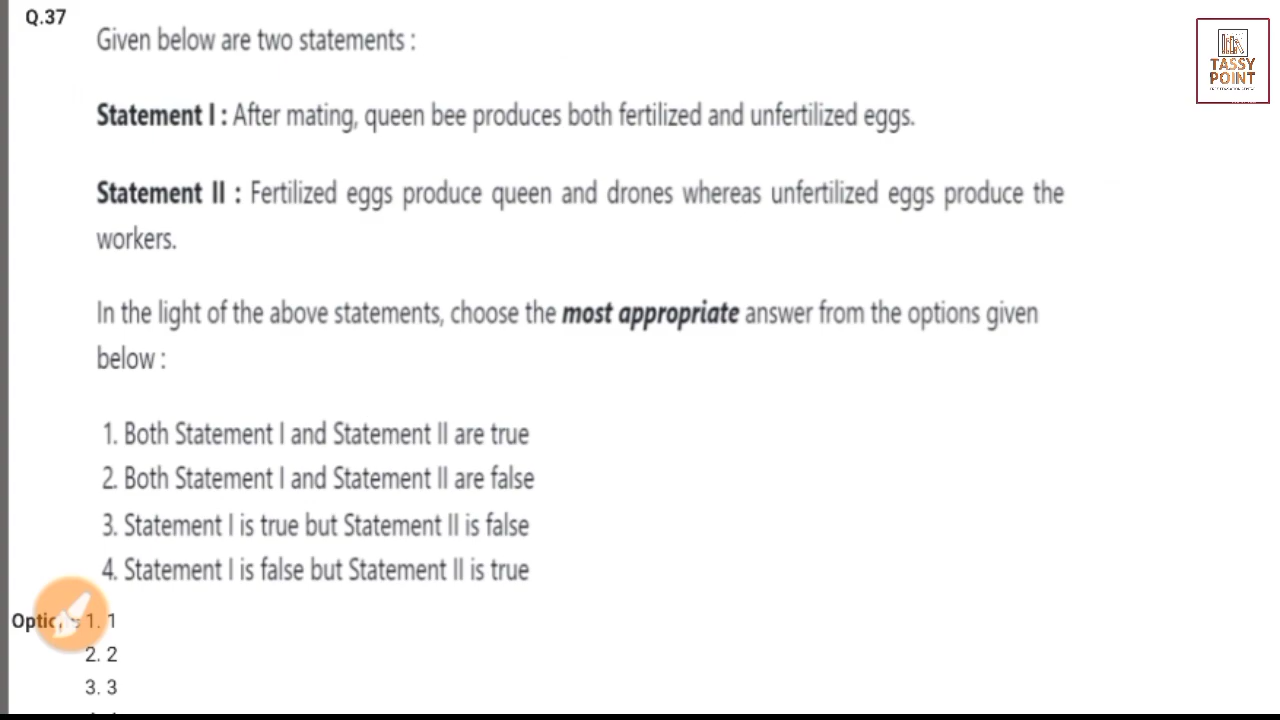 Q.37
Given below are two statements :
TASSY
POINT
Statement I : After mating, queen bee produces both fertilized and unfertilized eggs.
Statement II : Fertilized eggs produce queen and drones whereas unfertilized eggs produce the
workers.
In the light of the above statements, choose the most appropriate answer from the options given
below :
1. Both Statement I and Statement II are true
2. Both Statement I and Statement II are false
3. Statement I is true but Statement II is false
4. Statement I is false but Statement II is true
1. 1
2. 2
3. 3